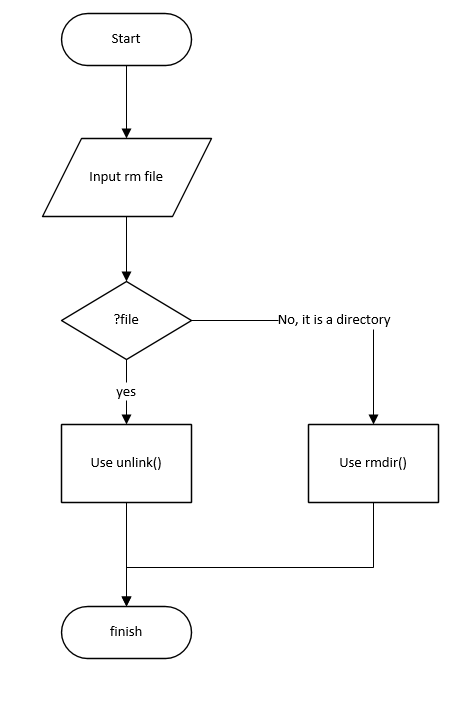 Start
Input rm file
?file
No, it is a directory
yes
Use unlink()
Use rmdir()
finish